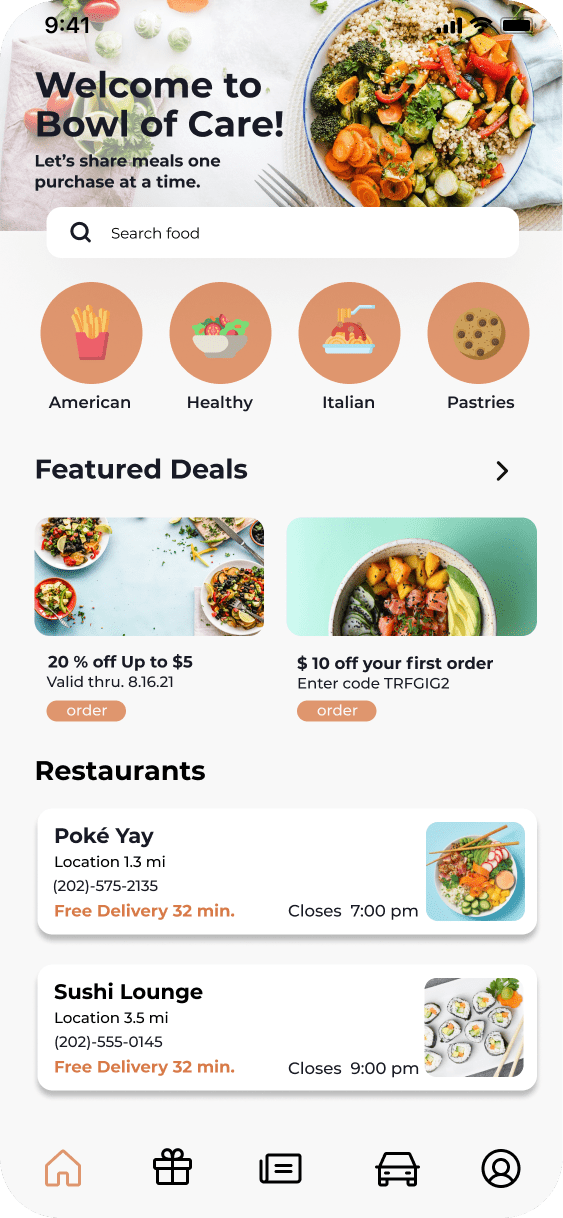 9:41
Welcome to
Bowl of Care!
Let’s share meals one
purchase at a time.
Search food
American
Healthy
Italian
Pastries
Featured Deals
20 % off Up to $5
Valid thru. 8.16.21
order
$ 10 off your first order
Enter code TRFGIG2
order
Restaurants
Poké Yay
Location 1.3 mi
(202)-575-2135
Free Delivery 32 min.
Closes 7:00 pm
Sushi Lounge
Location 3.5 mi
(202)-555-0145
Free Delivery 32 min.
Closes 9:00 pm